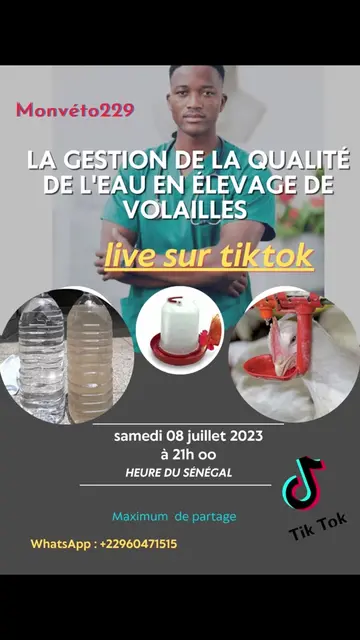 Monvéto229
LA GESTION DE LA QUALITÉ
DE L'EAU EN ÉLEVAGE DE
VOLAILLES
live sur tiktok
samedi 08 juillet 2023
à 21h oo
HEURE DU SÉNÉGAL
Maximum de partage
Tik Tok
WhatsApp : +22960471515